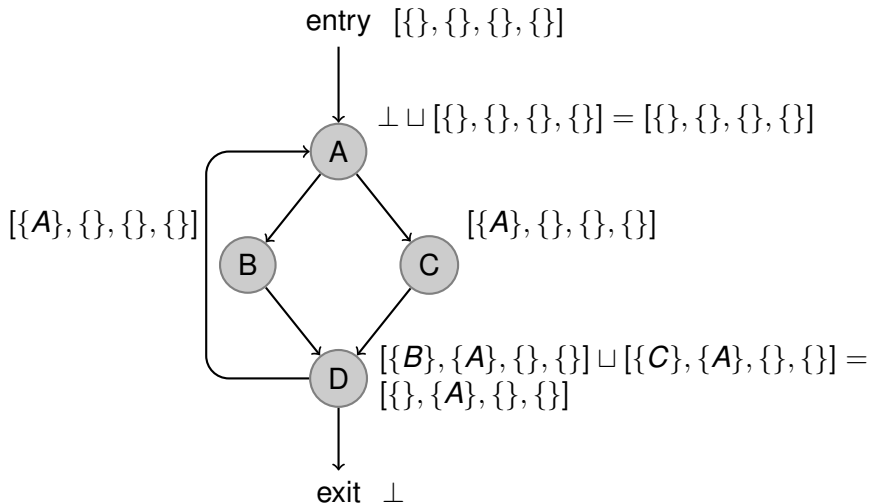 entry [{}, {}, {}, {}]
⊥ ⊔ [{}, {}, {}, {}] = [{}, {}, {}, {}]
A
[{A}, {}, {}, {}]
[{A}, {}, {}, {}]
B
C
[{B}, {A}, {}, {}] ⊔ [{C}, {A}, {}, {}] =
D
[{}, {A}, {}, {}]
exit ⊥